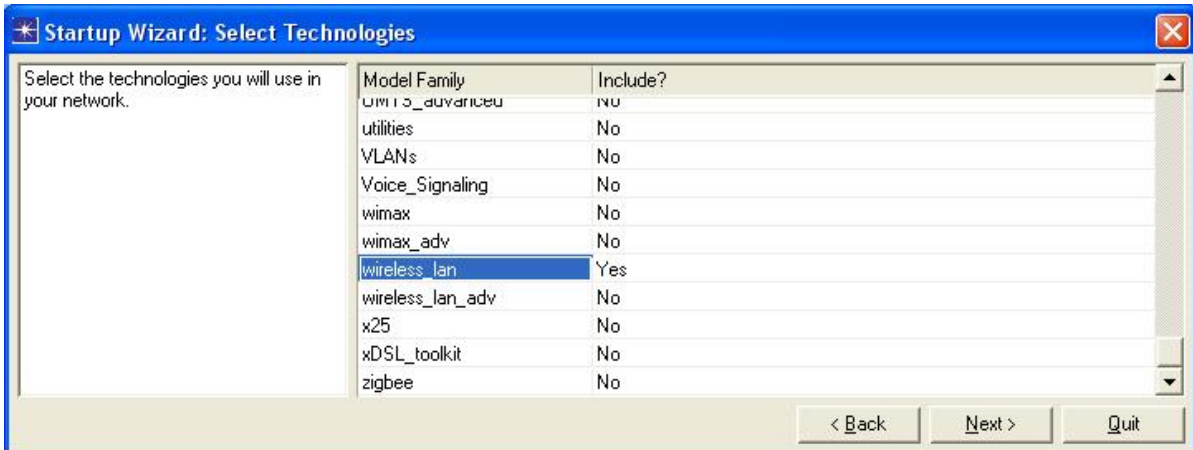 Startup Wizard: Select Technologies
Select the technologies you will use in
your network.
Model Family Include?
UMTS_advanced No
utilities No
VLANs No
Voice_Signaling No
wimax No
wimax_adv No
wireless_lan Yes
wireless_lan_adv No
x25 No
xDSL_toolkit No
zigbee No
< Back Next > Quit